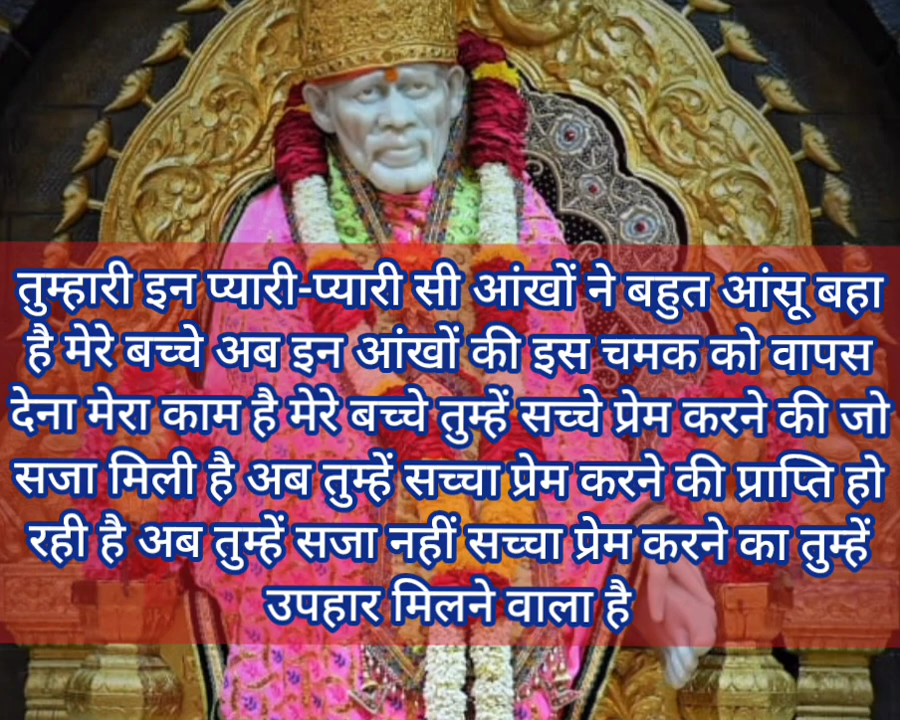 तुम्हारी इन प्यारी-प्यारी सी आंखों ने बहुत आंसू बहा
है मेरे बच्चे अब इन आंखों की इस चमक को वापस
देना मेरा काम है मेरे बच्चे तुम्हें सच्चे प्रेम करने की जो
सजा मिली है अब तुम्हें सच्चा प्रेम करने की प्राप्ति हो
रही है अब तुम्हें सजा नहीं सच्चा प्रेम करने का तुम्हें
उपहार मिलने वाला है